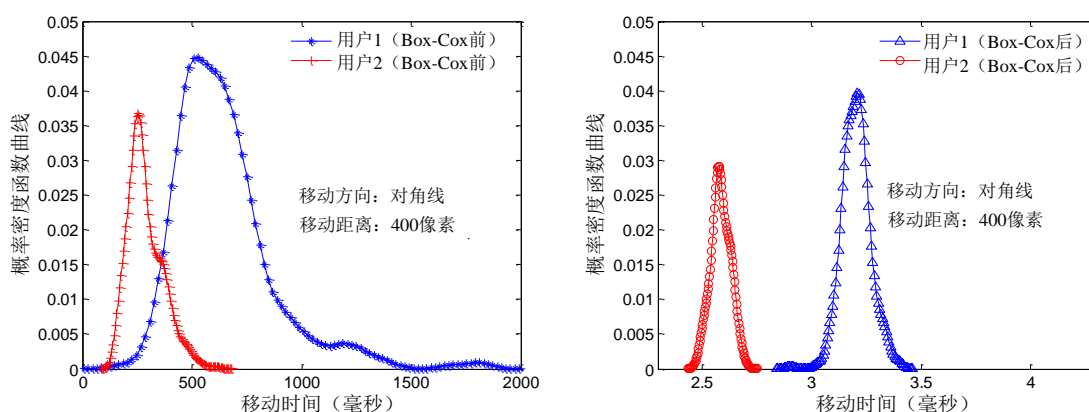 0.05
0.045
0.04
0.035
0.03
0.025
0.02
0.015
0.01
0.005
0
概率密度函数曲线
用户1（Box-Cox前）
用户2（Box-Cox前）
移动方向：对角线
移动距离：400像素
0 500 1000 1500 2000
移动时间（毫秒）
0.05
0.045
0.04
0.035
0.03
0.025
0.02
0.015
0.01
0.005
0
概率密度函数曲线
用户1（Box-Cox后）
用户2（Box-Cox后）
移动方向：对角线
移动距离：400像素
2.5 3 3.5 4
移动时间（毫秒）